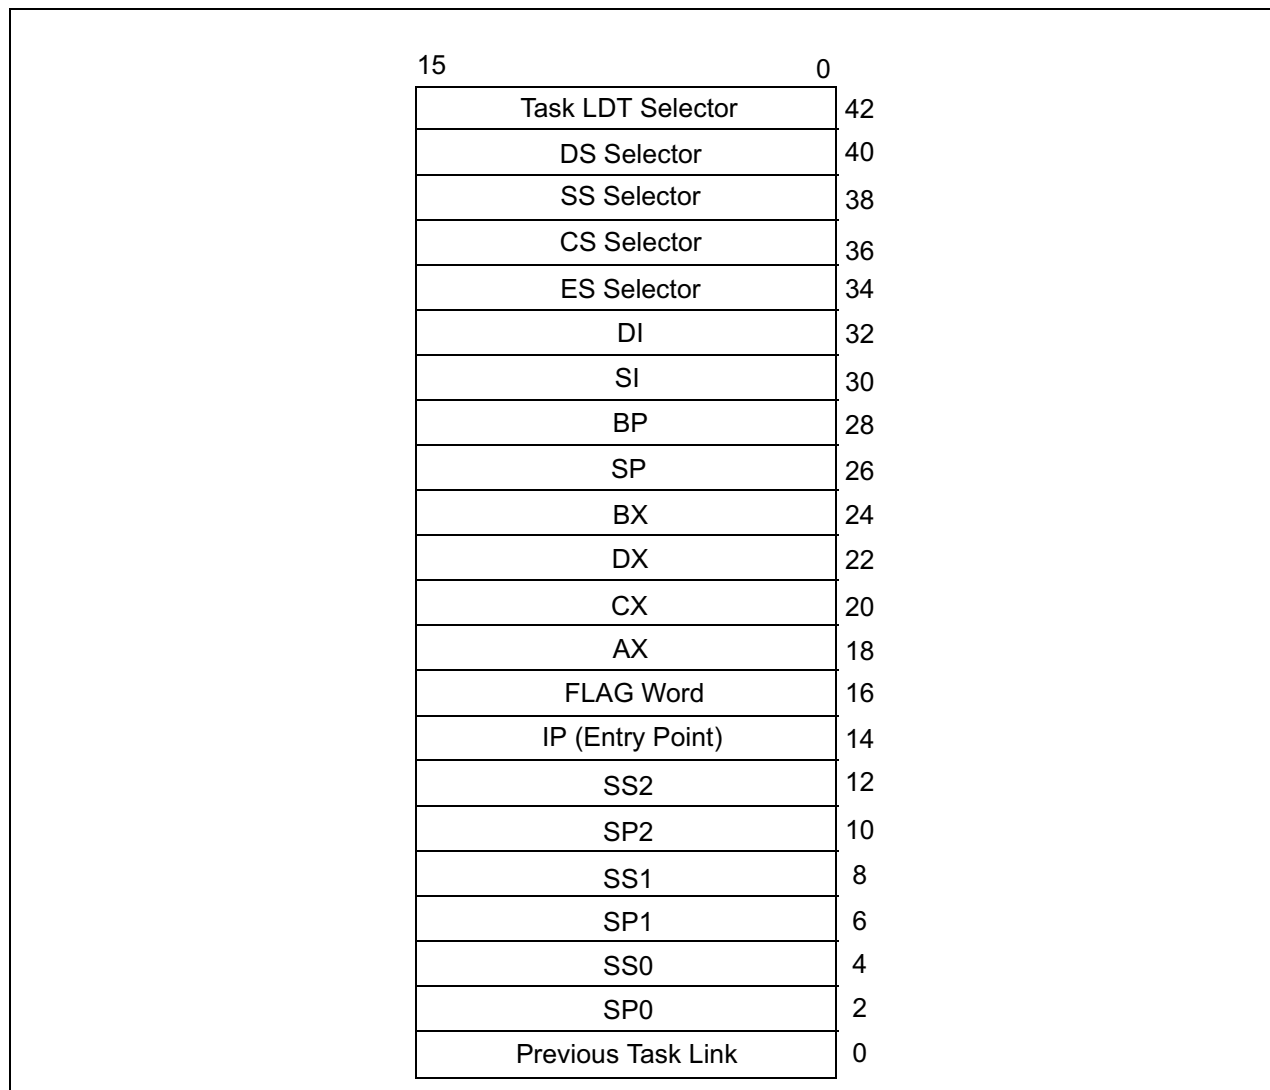 15 0
Task LDT Selector 42
DS Selector 40
SS Selector 38
CS Selector 36
ES Selector 34
DI 32
SI 30
BP 28
SP 26
BX 24
DX 22
CX 20
AX 18
FLAG Word 16
IP (Entry Point) 14
SS2 12
SP2 10
SS1 8
SP1 6
SS0 4
SP0 2
Previous Task Link 0